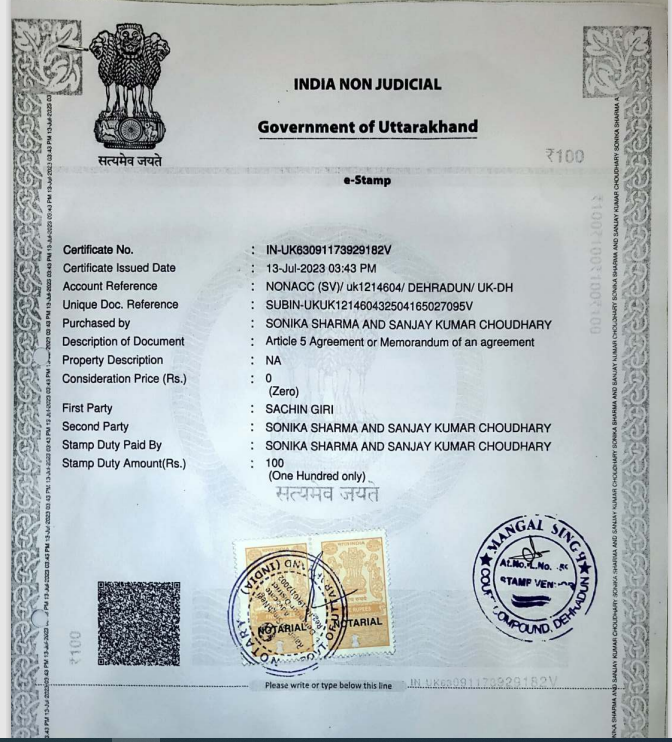 सत्यमेव जयते
INDIA NON JUDICIAL
Government of Uttarakhand
₹100
e-Stamp
Certificate No. : IN-UK63091173929182V
Certificate Issued Date : 13-Jul-2023 03:43 PM
Account Reference : NONACC (SV)/ uk1214604/ DEHRADUN/ UK-DH
Unique Doc. Reference : SUBIN-UKUK121460432504165027095V
Purchased by : SONIKA SHARMA AND SANJAY KUMAR CHOUDHARY
Description of Document : Article 5 Agreement or Memorandum of an agreement
Property Description : NA
Consideration Price (Rs.) : 0
(Zero)
First Party : SACHIN GIRI
Second Party : SONIKA SHARMA AND SANJAY KUMAR CHOUDHARY
Stamp Duty Paid By : SONIKA SHARMA AND SANJAY KUMAR CHOUDHARY
Stamp Duty Amount(Rs.) : 100
(One Hundred only)
सत्यमेव जयते
NOTARIAL
NOTARIAL
NOTARY
(INDIA)
MANGAL SINGH
STAMP
COMPOUND, DEHRADUN
₹100
Please write or type below this line
IN-UK63091173929182V